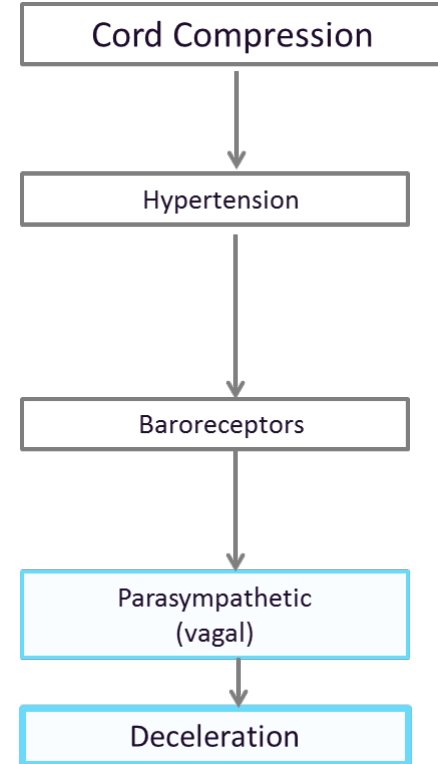 Cord Compression
Hypertension
Baroreceptors
Parasympathetic
(vagal)
Deceleration